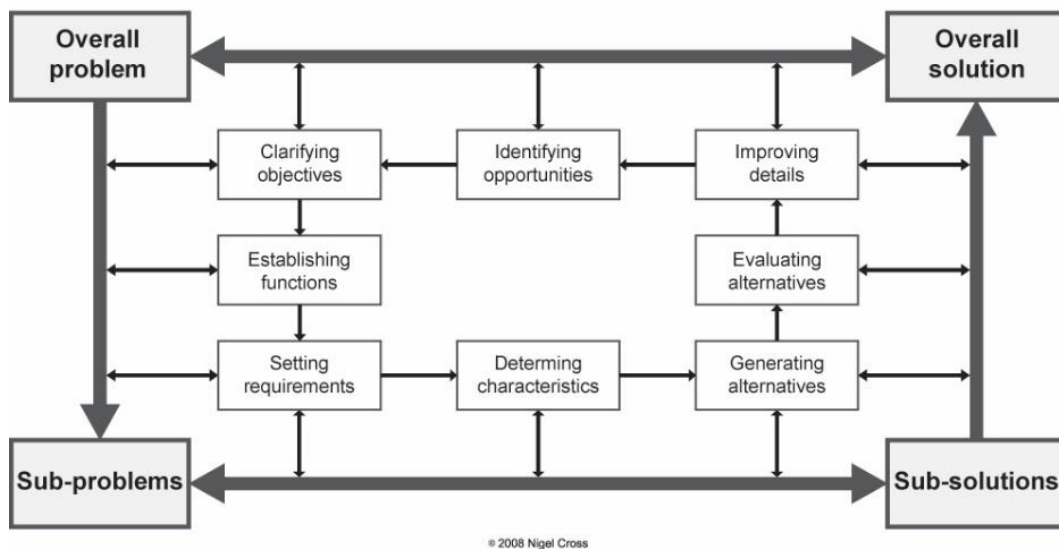 Overall
problem
Overall
solution
Clarifying
objectives
Identifying
opportunities
Improving
details
Establishing
functions
Evaluating
alternatives
Setting
requirements
Determing
characteristics
Generating
alternatives
Sub-problems
Sub-solutions
© 2008 Nigel Cross